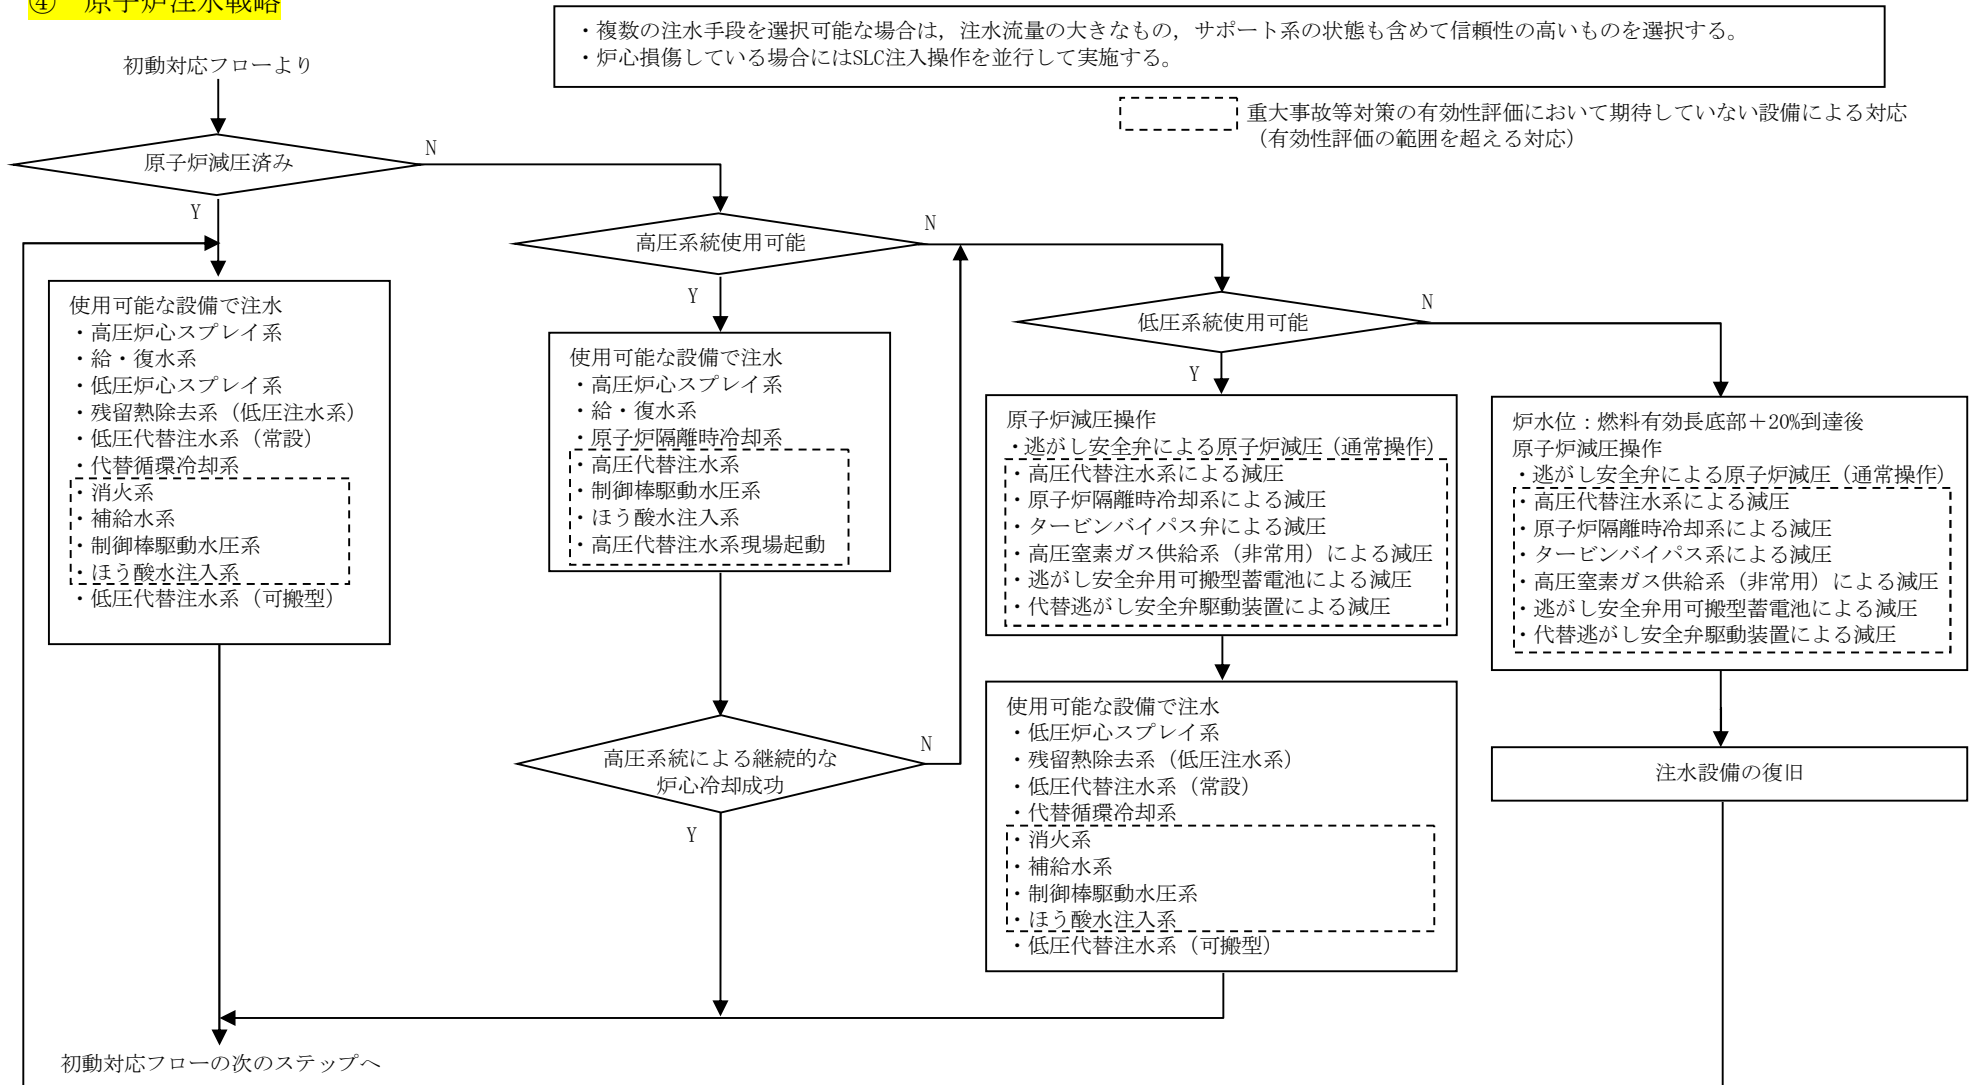 ④ 原子炉注水戦略
・複数の注水手段を選択可能な場合は，注水流量の大きなもの，サポート系の状態も含めて信頼性の高いものを選択する。
・炉心損傷している場合にはSLC注入操作を並行して実施する。
重大事故等対策の有効性評価において期待していない設備による対応
（有効性評価の範囲を超える対応）
初動対応フローより
原子炉減圧済み
N
Y
使用可能な設備で注水
・高圧炉心スプレイ系
・給・復水系
・低圧炉心スプレイ系
・残留熱除去系（低圧注水系）
・低圧代替注水系（常設）
・代替循環冷却系
・消火系
・補給水系
・制御棒駆動水圧系
・ほう酸水注入系
・低圧代替注水系（可搬型）
高圧系統使用可能
N
Y
使用可能な設備で注水
・高圧炉心スプレイ系
・給・復水系
・原子炉隔離時冷却系
・高圧代替注水系
・制御棒駆動水圧系
・ほう酸水注入系
・高圧代替注水系現場起動
高圧系統による継続的な
炉心冷却成功
N
Y
低圧系統使用可能
N
Y
原子炉減圧操作
・逃がし安全弁による原子炉減圧（通常操作）
・高圧代替注水系による減圧
・原子炉隔離時冷却系による減圧
・タービンバイパス弁による減圧
・高圧窒素ガス供給系（非常用）による減圧
・逃がし安全弁用可搬型蓄電池による減圧
・代替逃がし安全弁駆動装置による減圧
使用可能な設備で注水
・低圧炉心スプレイ系
・残留熱除去系（低圧注水系）
・低圧代替注水系（常設）
・代替循環冷却系
・消火系
・補給水系
・制御棒駆動水圧系
・ほう酸水注入系
・低圧代替注水系（可搬型）
炉水位：燃料有効長底部＋20%到達後
原子炉減圧操作
・逃がし安全弁による原子炉減圧（通常操作）
・高圧代替注水系による減圧
・原子炉隔離時冷却系による減圧
・タービンバイパス系による減圧
・高圧窒素ガス供給系（非常用）による減圧
・逃がし安全弁用可搬型蓄電池による減圧
・代替逃がし安全弁駆動装置による減圧
注水設備の復旧
初動対応フローの次のステップへ